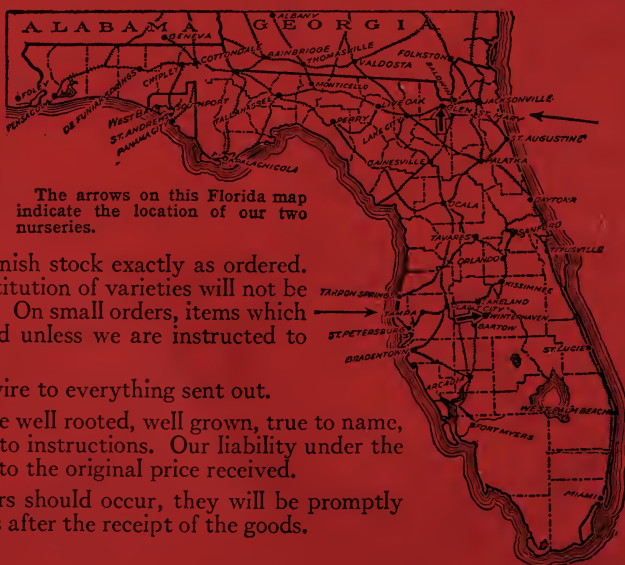 ALABAMA GEORGIA
ALBANY
GENEVA
COTTONDALE
BAINBRIDGE
THOMASVILLE
VALDOSTA
FOLKSTON
BALDWIN
FOLEY
PENSACOLA
DE FUNIAK SPRINGS
CHIPLEY
WEST BAY
ST. ANDREWS
PANAMA CITY
SOUTHPORT
TALLAHASSEE
MONTICELLO
PERRY
LIVE OAK
LAKE CITY
GLEN ST. MARY
JACKSONVILLE
ST. AUGUSTINE
APALACHNICOLA
GAINESVILLE
PALATKA
The arrows on this Florida map
indicate the location of our two
nurseries.
OCALA
DAYTONA
TAVARES
SANFORD
TITUSVILLE
ORLANDO
KISSIMMEE
TARPON SPRINGS
LAKELAND
TAMPA
WINTERHAVEN
ST. PETERSBURG
BARTOW
BRADENTOWN
ST. LUCIE
ARCADIA
WEST PALM BEACH
FORT MYERS
MIAMI
nish stock exactly as ordered.
titution of varieties will not be
On small orders, items which
d unless we are instructed to
wire to everything sent out.
e well rooted, well grown, true to name,
to instructions. Our liability under the
to the original price received.
rs should occur, they will be promptly
s after the receipt of the goods.